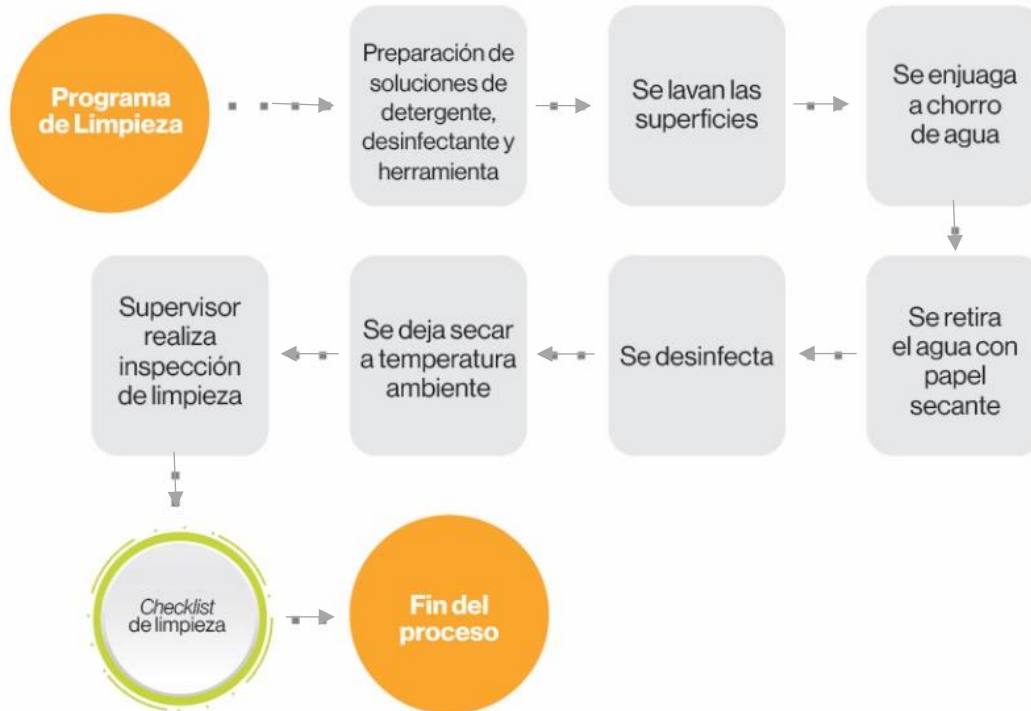 Programa
de Limpieza
Preparación de
soluciones de
detergente,
desinfectante y
herramienta
Se lavan las
superficies
Se enjuaga
a chorro
de agua
Se retira
el agua con
papel
secante
Se desinfecta
Se deja secar
a temperatura
ambiente
Supervisor
realiza
inspección
de limpieza
Checklist
de limpieza
Fin del
proceso